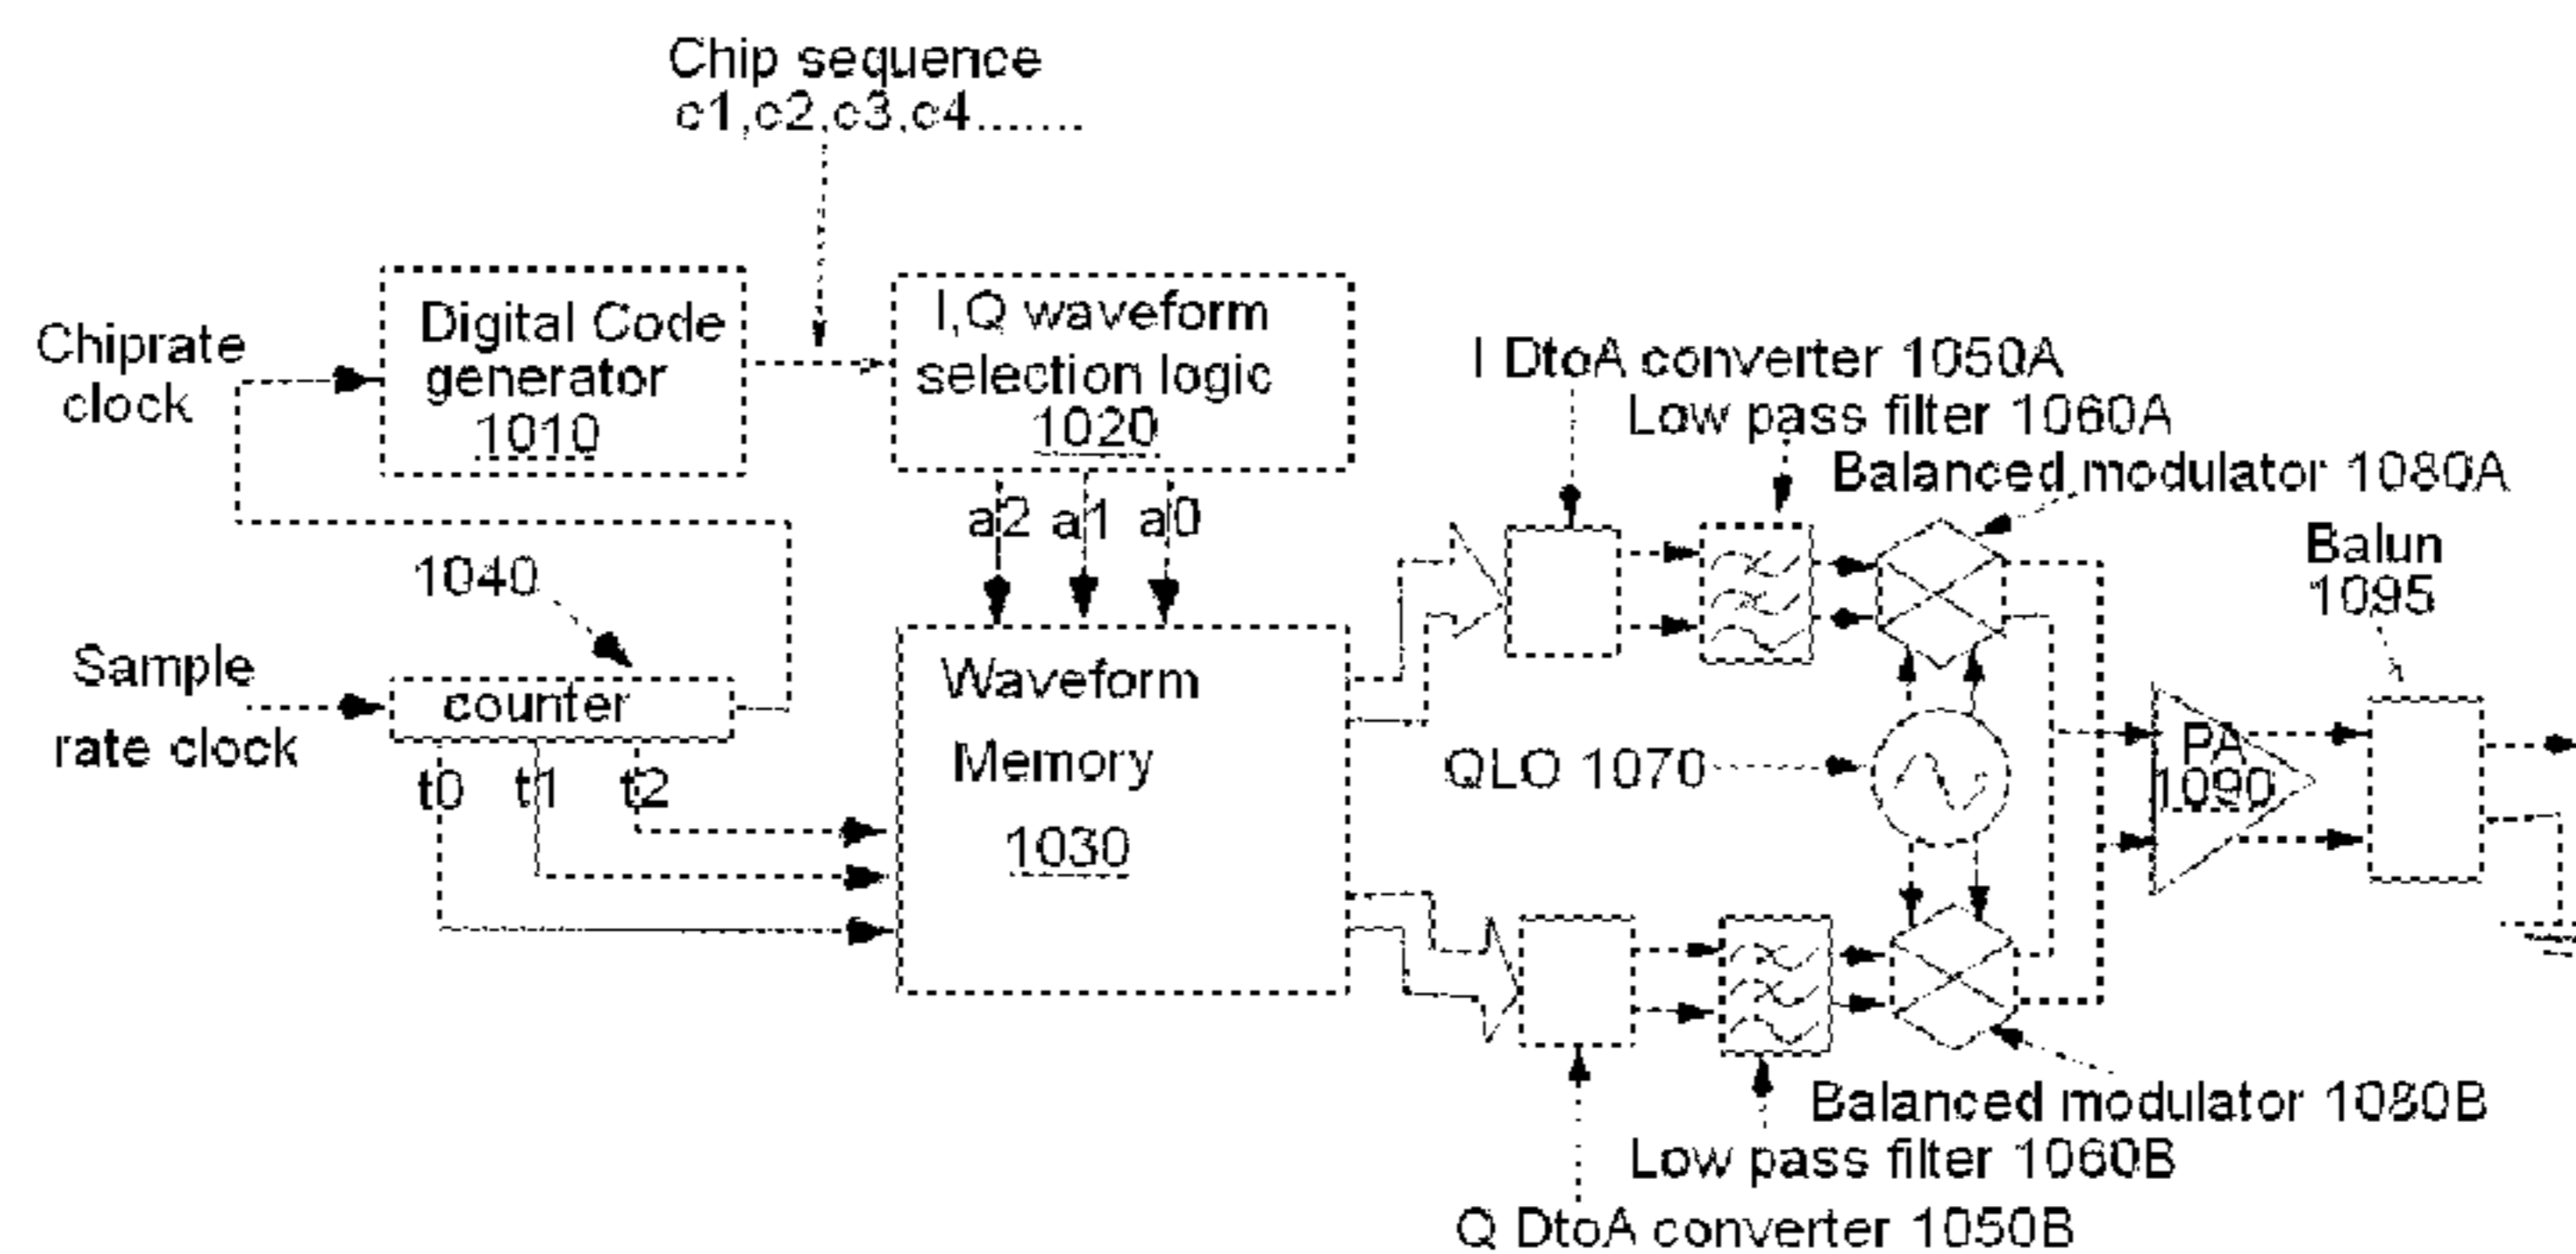 Chip sequence
c1,c2,c3,c4.......
Chiprate
clock
Digital Code
generator
1010
I,Q waveform
selection logic
1020
I DtoA converter 1050A
Low pass filter 1060A
Balanced modulator 1080A
a2 a1 a0
Balun
1095
1040
Sample
rate clock
counter
t0 t1 t2
Waveform
Memory
1030
QLO 1070
PA
1090
Balanced modulator 1080B
Low pass filter 1060B
Q DtoA converter 1050B